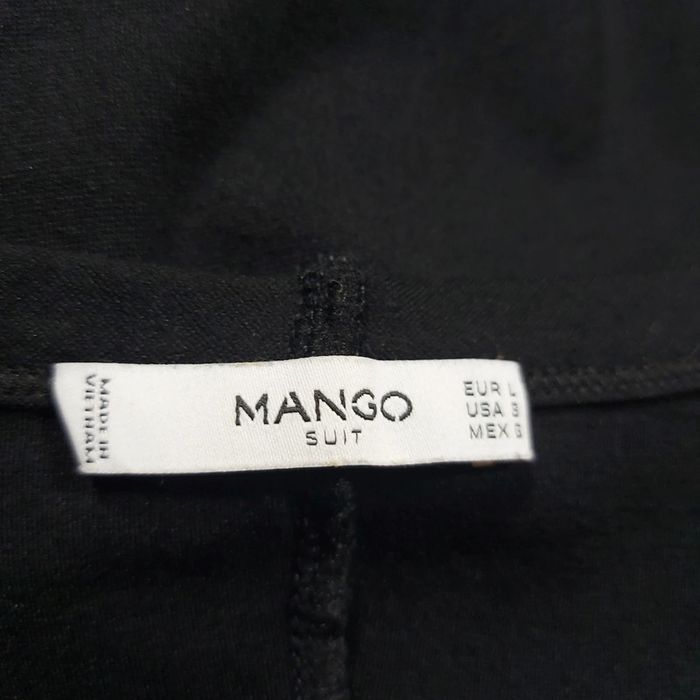 MADE IN
VIETNAM
MANGO
SUIT
EUR L
USA 8
MEX G